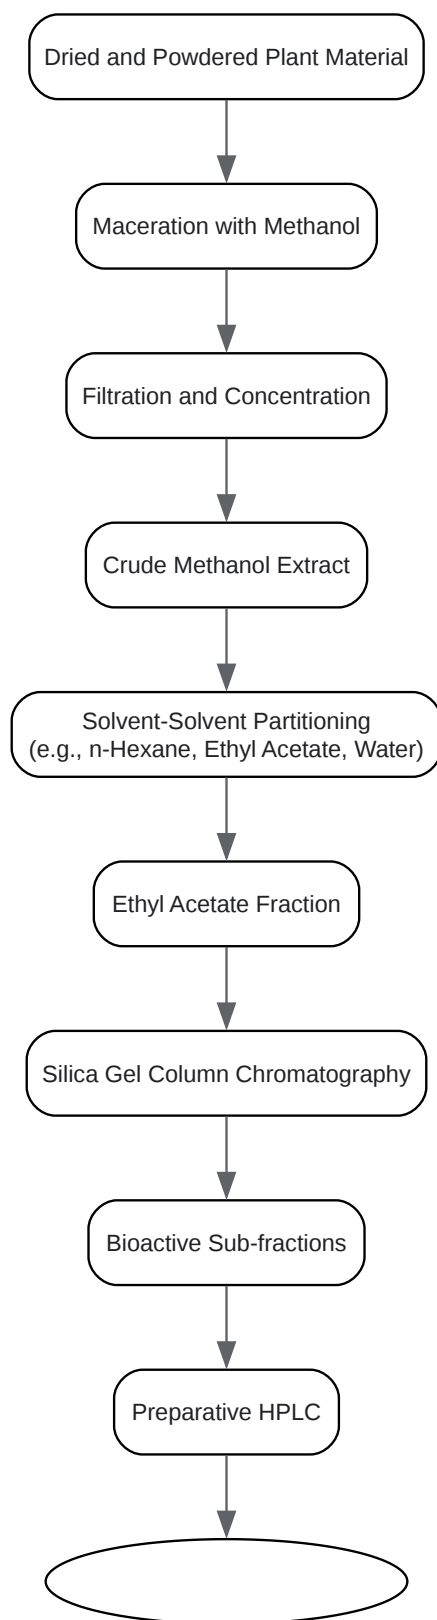 Dried and Powdered Plant Material
Maceration with Methanol
Filtration and Concentration
Crude Methanol Extract
Solvent-Solvent Partitioning
(e.g., n-Hexane, Ethyl Acetate, Water)
Ethyl Acetate Fraction
Silica Gel Column Chromatography
Bioactive Sub-fractions
Preparative HPLC